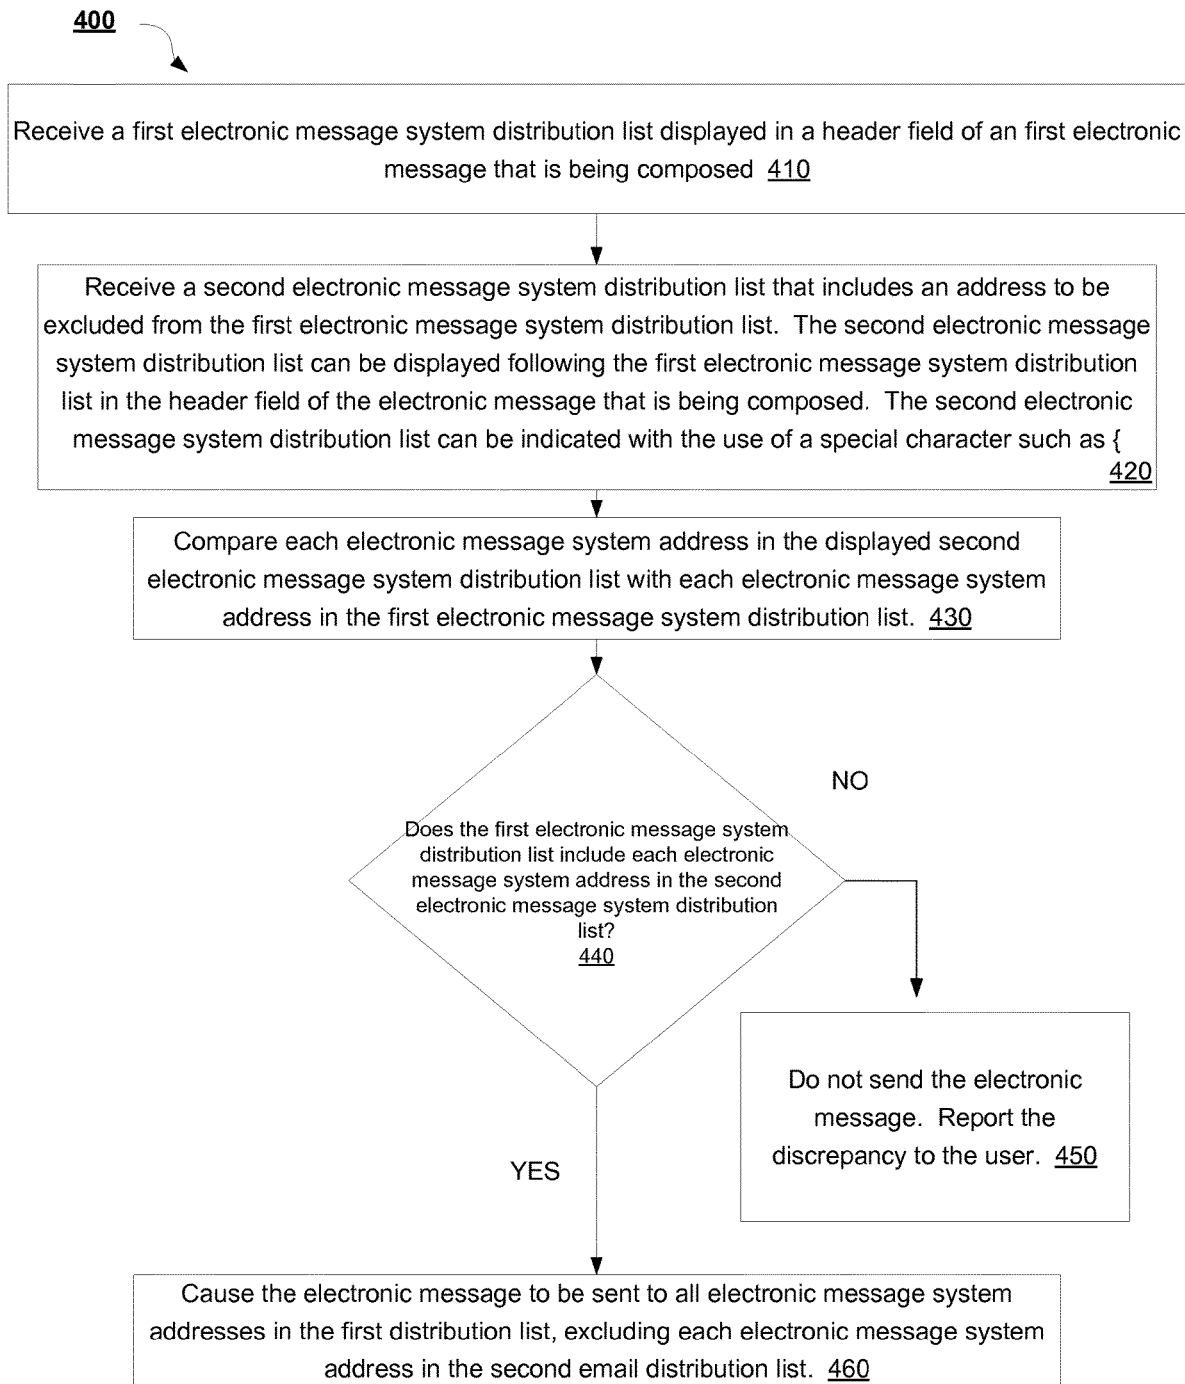 400
Receive a first electronic message system distribution list displayed in a header field of an first electronic
message that is being composed 410
Receive a second electronic message system distribution list that includes an address to be
excluded from the first electronic message system distribution list. The second electronic message
system distribution list can be displayed following the first electronic message system distribution
list in the header field of the electronic message that is being composed. The second electronic
message system distribution list can be indicated with the use of a special character such as {
420
Compare each electronic message system address in the displayed second
electronic message system distribution list with each electronic message system
address in the first electronic message system distribution list. 430
NO
Does the first electronic message system
distribution list include each electronic
message system address in the second
electronic message system distribution
list?
440
Do not send the electronic
message. Report the
discrepancy to the user. 450
YES
Cause the electronic message to be sent to all electronic message system
addresses in the first distribution list, excluding each electronic message system
address in the second email distribution list. 460